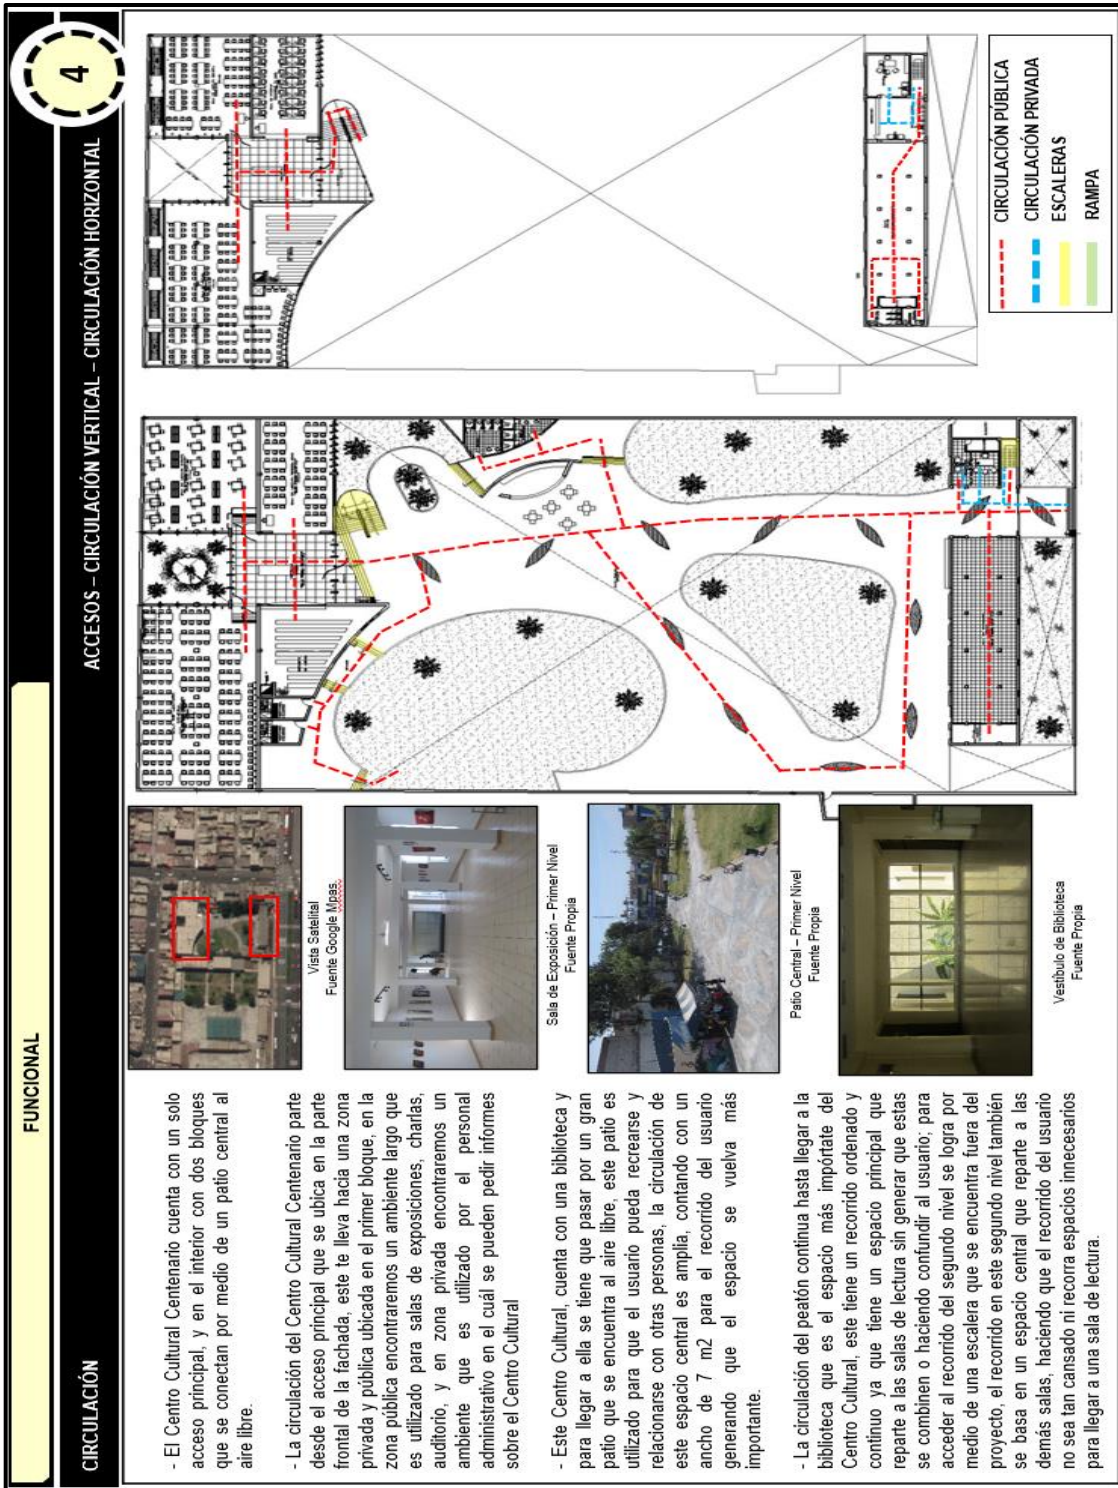 FUNCIONAL
4
CIRCULACIÓN
ACCESOS – CIRCULACIÓN VERTICAL – CIRCULACIÓN HORIZONTAL
- El Centro Cultural Centenario cuenta con un solo
acceso principal, y en el interior con dos bloques
que se conectan por medio de un patio central al
aire libre.
- La circulación del Centro Cultural Centenario parte
desde el acceso principal que se ubica en la parte
frontal de la fachada, este te lleva hacia una zona
privada y pública ubicada en el primer bloque, en la
zona pública encontraremos un ambiente largo que
es utilizado para salas de exposiciones, charlas,
auditorio, y en zona privada encontraremos un
ambiente que es utilizado por el personal
administrativo en el cuál se pueden pedir informes
sobre el Centro Cultural
- Este Centro Cultural, cuenta con una biblioteca y
para llegar a ella se tiene que pasar por un gran
patio que se encuentra al aire libre, este patio es
utilizado para que el usuario pueda recrearse y
relacionarse con otras personas, la circulación de
este espacio central es amplia, contando con un
ancho de 7 m2 para el recorrido del usuario
generando que el espacio se vuelva más
importante.
- La circulación del peatón continua hasta llegar a la
biblioteca que es el espacio más impórtate del
Centro Cultural, este tiene un recorrido ordenado y
continuo ya que tiene un espacio principal que
reparte a las salas de lectura sin generar que estas
se combinen o haciendo confundir al usuario; para
acceder al recorrido del segundo nivel se logra por
medio de una escalera que se encuentra fuera del
proyecto, el recorrido en este segundo nivel también
se basa en un espacio central que reparte a las
demás salas, haciendo que el recorrido del usuario
no sea tan cansado ni recorra espacios innecesarios
para llegar a una sala de lectura.
Vista Satelital
Fuente Google Mpas.
Sala de Exposición – Primer Nivel
Fuente Propia
Patio Central – Primer Nivel
Fuente Propia
Vestíbulo de Biblioteca
Fuente Propia
CIRCULACIÓN PÚBLICA
CIRCULACIÓN PRIVADA
ESCALERAS
RAMPA